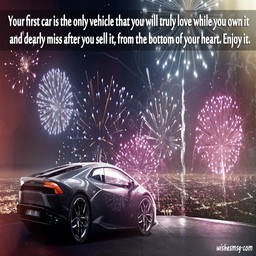 Your first car is the only vehicle that you will truly love while you own it
and dearly miss after you sell it, from the bottom of your heart. Enjoy it.
wishesmsg.com